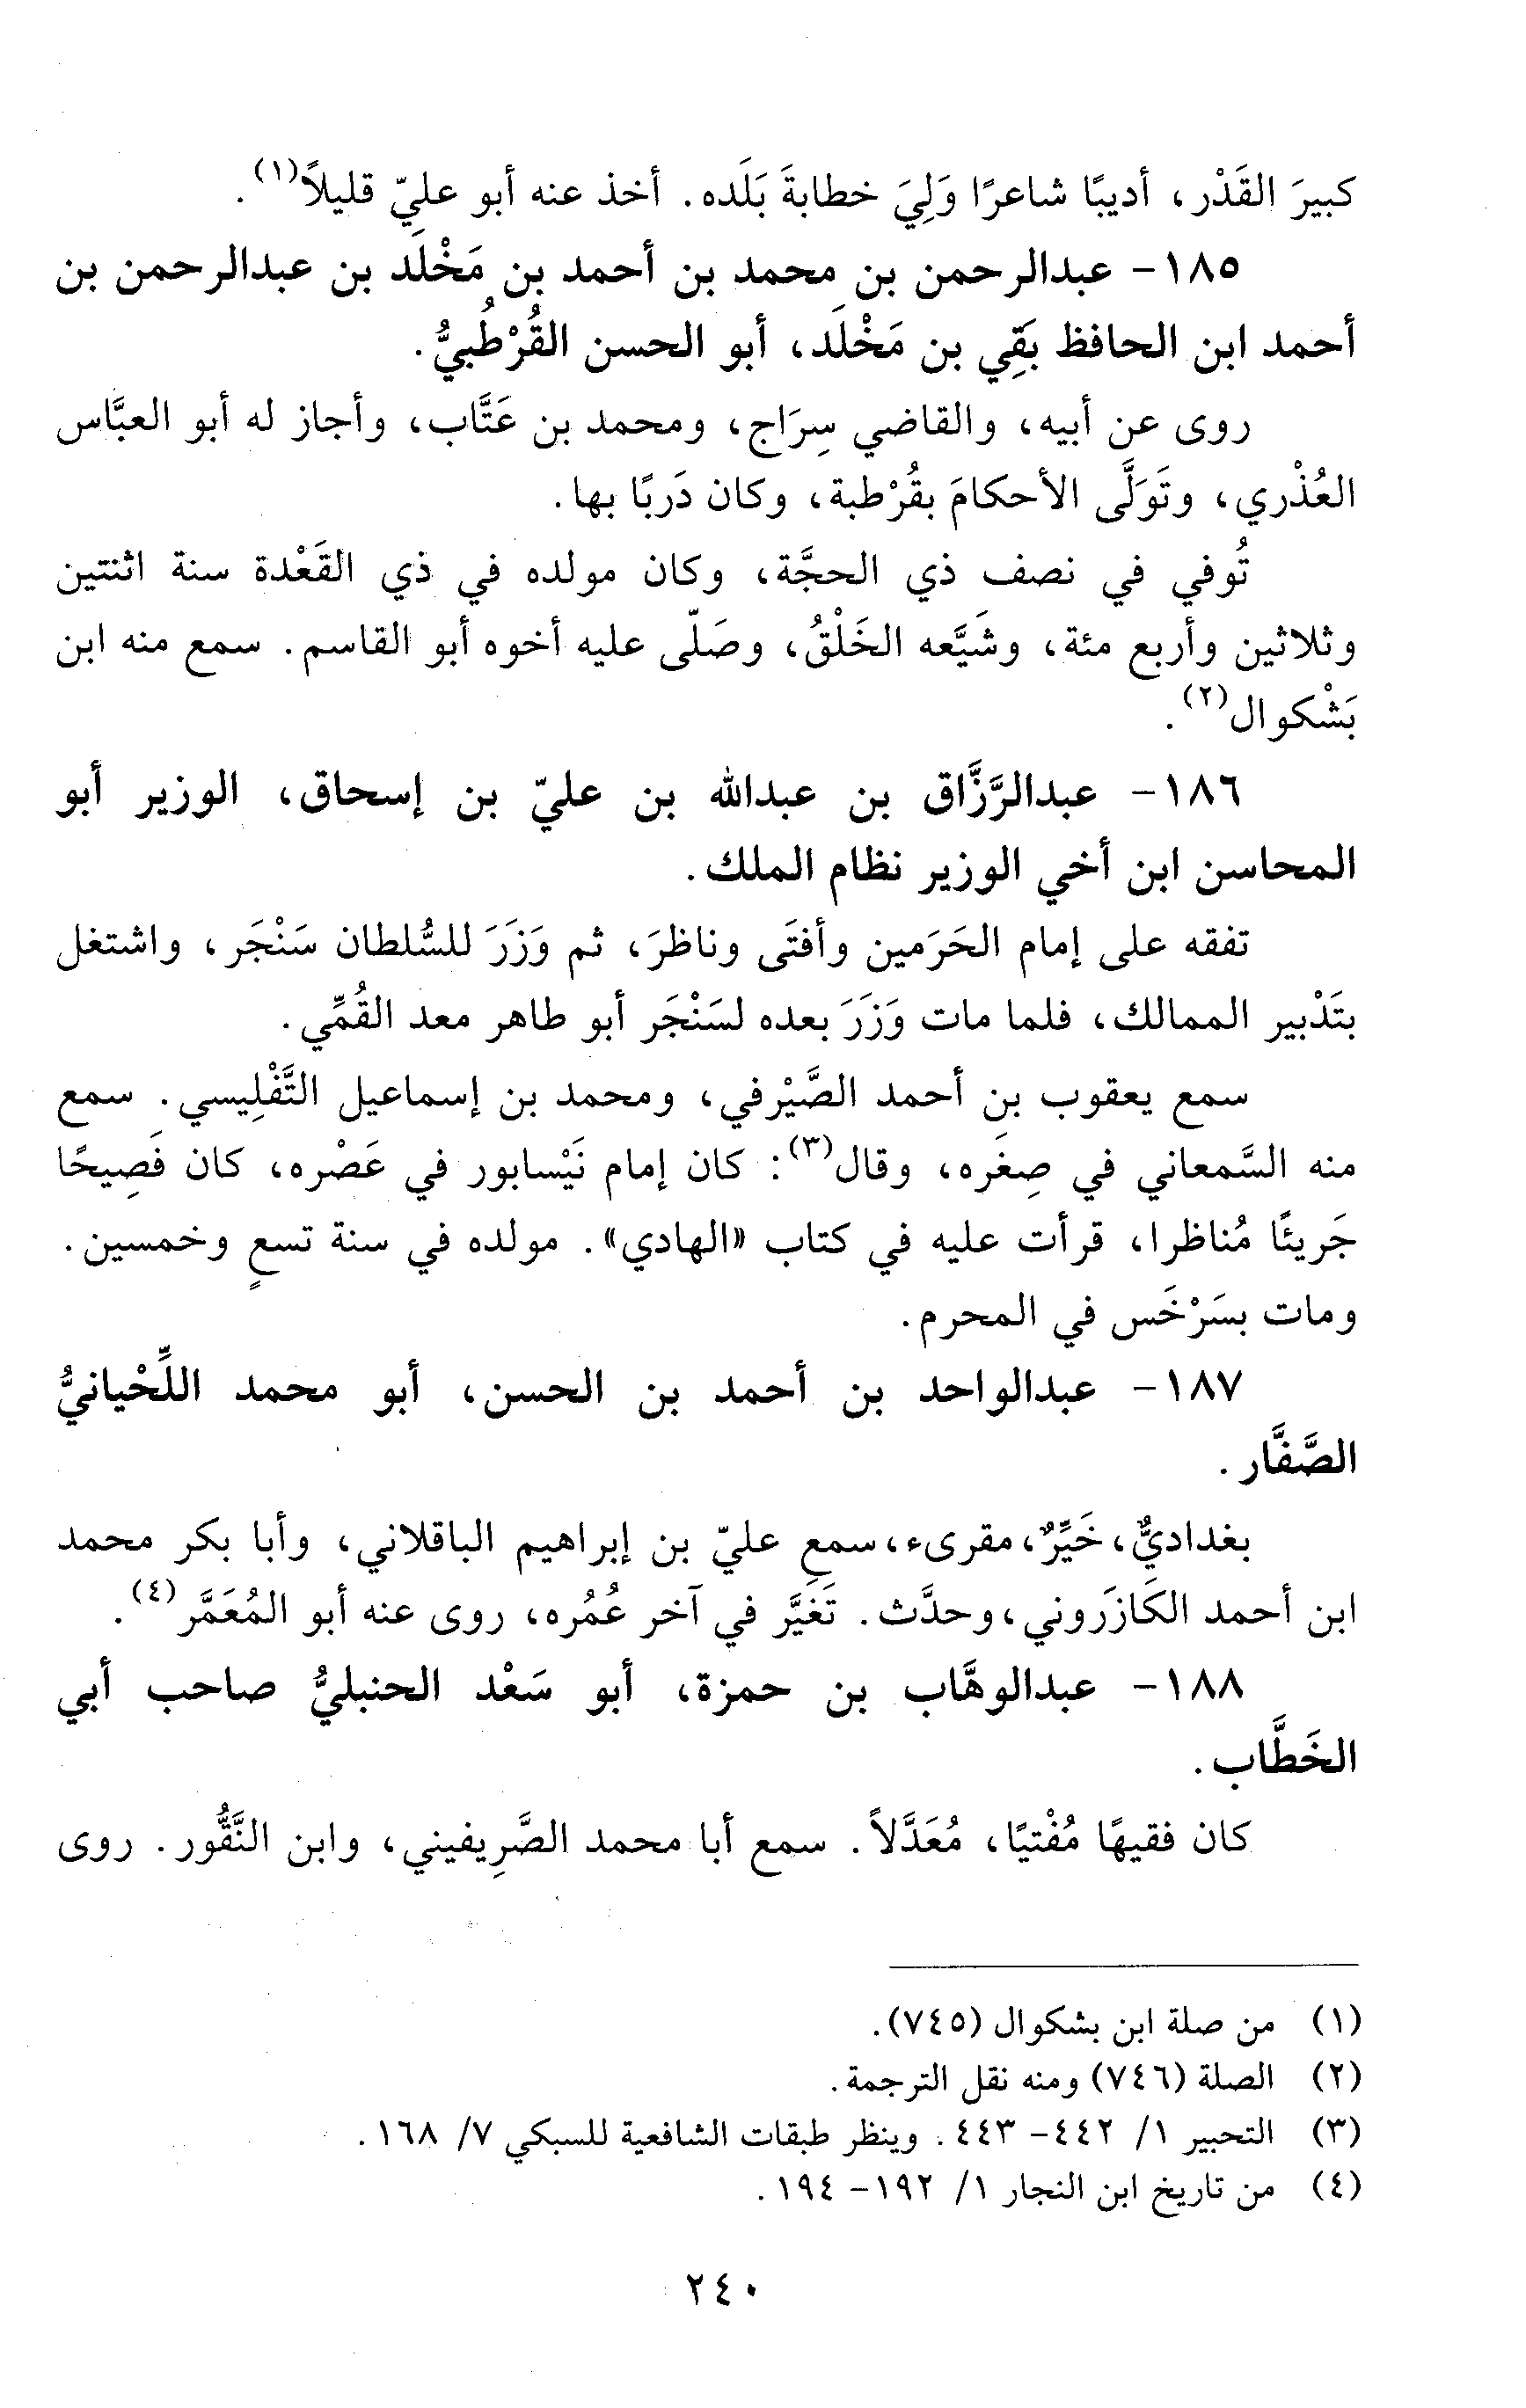 كبيرَ القَدْر، أديبًا شاعرًا وَلِيَ خطابةَ بَلَده. أخذ عنه أبو عليّ قليلاً(١).
١٨٥- عبدالرحمن بن محمد بن أحمد بن مَخْلَد بن عبدالرحمن بن
أحمد ابن الحافظ بَقِي بن مَخْلَد، أبو الحسن القُرْطُبيُّ.
روى عن أبيه، والقاضي سِرَاج، ومحمد بن عَتَّاب، وأجاز له أبو العبَّاس
العُذْري، وتَوَلَّى الأحكامَ بقُرْطبة، وكان دَربًا بها.
تُوفي في نصف ذي الحجَّة، وكان مولده في ذي القَعْدة سنة اثنتين
وثلاثين وأربع مئة، وشَيَّعه الخَلْقُ، وصَلّى عليه أخوه أبو القاسم. سمع منه ابن
بَشْكوال(٢).
١٨٦- عبدالرَّزَّاق بن عبدالله بن عليّ بن إسحاق، الوزير أبو
المحاسن ابن أخي الوزير نظام الملك.
تفقه على إمام الحَرَمين وأفتَى وناظرَ، ثم وَزَرَ للسُّلطان سَنْجَر، واشتغل
بتَدْبير الممالك، فلما مات وَزَرَ بعده لسَنْجَر أبو طاهر معد القُمِّي.
سمع يعقوب بن أحمد الصَّيْرفي، ومحمد بن إسماعيل التَّفْلِيسي. سمع
منه السَّمعاني في صِغَره، وقال(٣): كان إمام نَيْسابور في عَصْره، كان فَصِيحًا
جَريئًا مُناظرا، قرأت عليه في كتاب «الهادي». مولده في سنة تسعٍ وخمسين.
ومات بسَرْخَس في المحرم.
١٨٧- عبدالواحد بن أحمد بن الحسن، أبو محمد اللِّحْيانيُّ
الصَّفَّار.
بغداديٌّ، خَيِّرٌ، مقرىء، سمع عليّ بن إبراهيم الباقلاني، وأبا بكر محمد
ابن أحمد الكَازَروني، وحدَّث. تَغيَّر في آخر عُمُره، روى عنه أبو المُعَمَّر(٤).
١٨٨- عبدالوهَّاب بن حمزة، أبو سَعْد الحنبليُّ صاحب أبي
الخَطَّاب.
كان فقيهًا مُفْتيًا، مُعَدَّلاً. سمع أبا محمد الصَّرِيفيني، وابن النَّقُّور. روى
(١) من صلة ابن بشكوال (٧٤٥).
(٢) الصلة (٧٤٦) ومنه نقل الترجمة.
(٣) التحبير ١/ ٤٤٢- ٤٤٣. وينظر طبقات الشافعية للسبكي ٧/ ١٦٨.
(٤) من تاريخ ابن النجار ١/ ١٩٢- ١٩٤.
٢٤٠